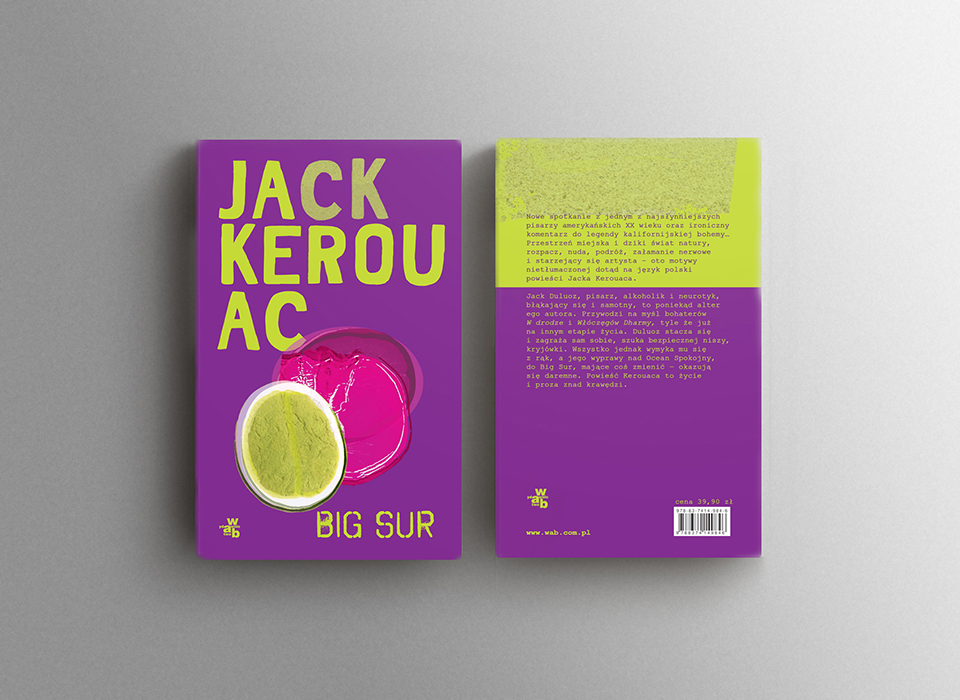 JACK
KEROU
AC
BIG SUR
w
ab
Nowe spotkanie z jednym z najsłynniejszych
pisarzy amerykańskich XX wieku oraz ironiczny
komentarz do legendy kalifornijskiej bohemy…
Przestrzeń miejska i dziki świat natury,
rozpacz, nuda, podróż, załamanie nerwowe
i starzejący się artysta – oto motywy
nietłumaczonej dotąd na język polski
powieści Jacka Kerouaca.
Jack Duluoz, pisarz, alkoholik i neurotyk,
błąkający się i samotny, to poniekąd alter
ego autora. Przywodzi na myśl bohaterów
W drodze i Włóczęgów Dharmy, tyle że już
na innym etapie życia. Duluoz stacza się
i zagraża sam sobie, szuka bezpiecznej niszy,
kryjówki. Wszystko jednak wymyka mu się
z rąk, a jego wyprawy nad Ocean Spokojny,
do Big Sur, mające coś zmienić – okazują
się daremne. Powieść Kerouaca to życie
i proza znad krawędzi.
w
ab
www.wab.com.pl
cena 39,90 zł